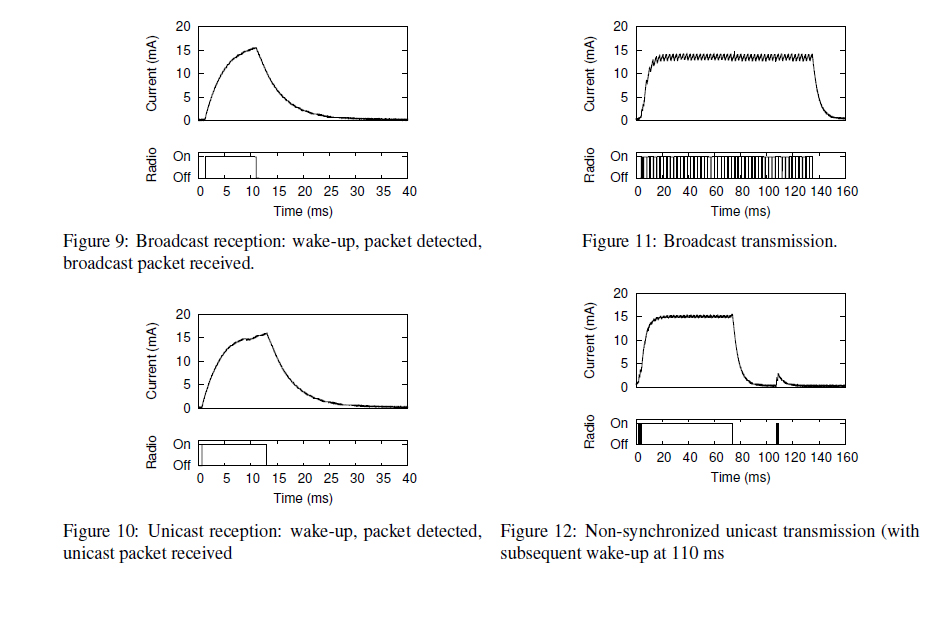 20
15
10
5
0
Current (mA)
On
Off
Radio
0 5 10 15 20 25 30 35 40
Time (ms)
Figure 9: Broadcast reception: wake-up, packet detected,
broadcast packet received.
20
15
10
5
0
Current (mA)
On
Off
Radio
0 5 10 15 20 25 30 35 40
Time (ms)
Figure 10: Unicast reception: wake-up, packet detected,
unicast packet received
20
15
10
5
0
Current (mA)
On
Off
Radio
0 20 40 60 80 100 120 140 160
Time (ms)
Figure 11: Broadcast transmission.
20
15
10
5
0
Current (mA)
On
Off
Radio
0 20 40 60 80 100 120 140 160
Time (ms)
Figure 12: Non-synchronized unicast transmission (with
subsequent wake-up at 110 ms